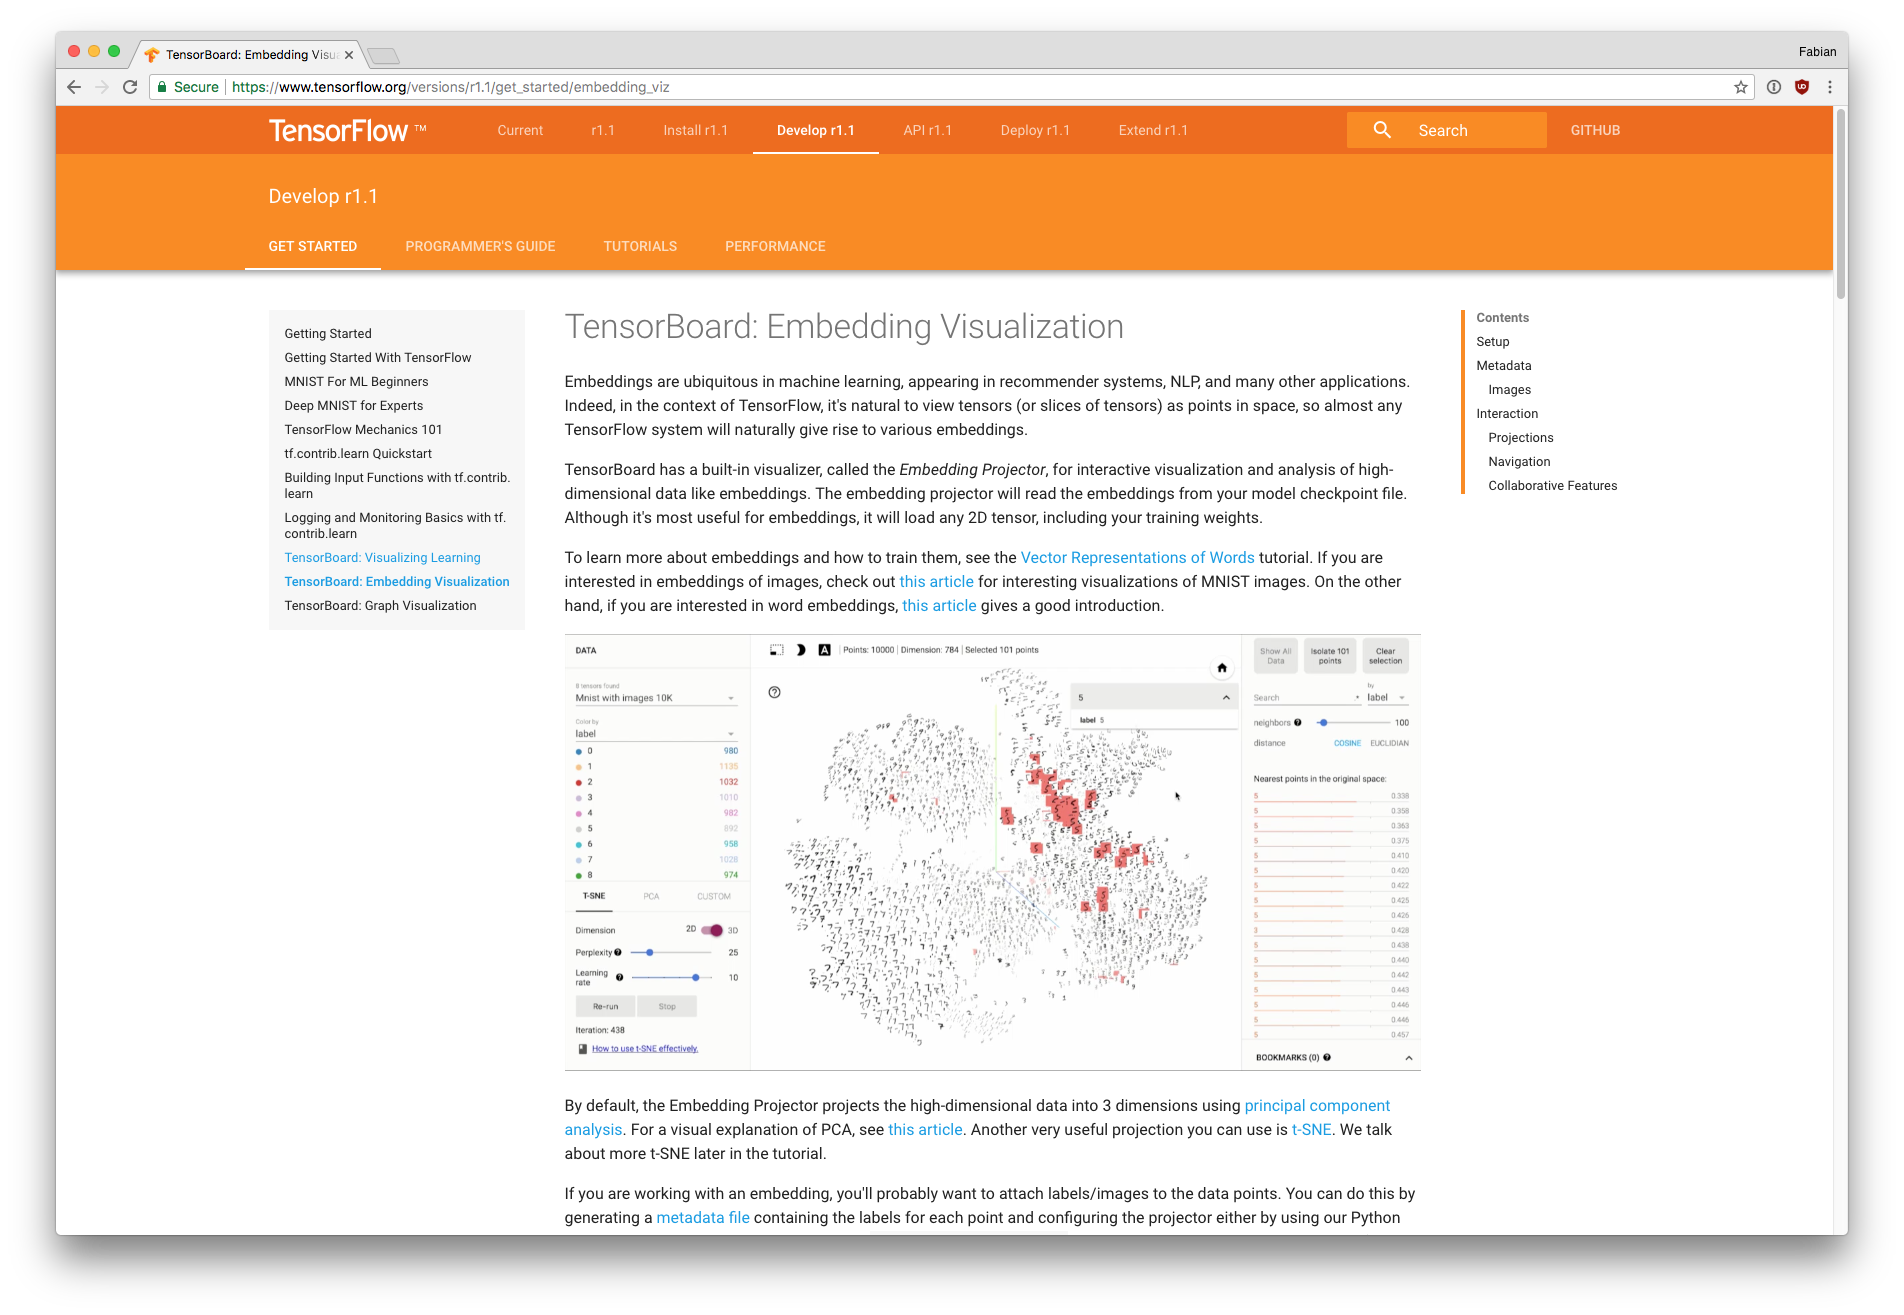 TensorBoard: Embedding Visu
Fabian
Secure
https://www.tensorflow.org/versions/r1.1/get_started/embedding_viz
TensorFlow ™
Current
r1.1
Install r1.1
Develop r1.1
API r1.1
Deploy r1.1
Extend r1.1
Search
GITHUB
Develop r1.1
GET STARTED
PROGRAMMER'S GUIDE
TUTORIALS
PERFORMANCE
Getting Started
Getting Started With TensorFlow
MNIST For ML Beginners
Deep MNIST for Experts
TensorFlow Mechanics 101
tf.contrib.learn Quickstart
Building Input Functions with tf.contrib.
learn
Logging and Monitoring Basics with tf.
contrib.learn
TensorBoard: Visualizing Learning
TensorBoard: Embedding Visualization
TensorBoard: Graph Visualization
TensorBoard: Embedding Visualization
Embeddings are ubiquitous in machine learning, appearing in recommender systems, NLP, and many other applications.
Indeed, in the context of TensorFlow, it's natural to view tensors (or slices of tensors) as points in space, so almost any
TensorFlow system will naturally give rise to various embeddings.
TensorBoard has a built-in visualizer, called the Embedding Projector, for interactive visualization and analysis of high-
dimensional data like embeddings. The embedding projector will read the embeddings from your model checkpoint file.
Although it's most useful for embeddings, it will load any 2D tensor, including your training weights.
To learn more about embeddings and how to train them, see the Vector Representations of Words tutorial. If you are
interested in embeddings of images, check out this article for interesting visualizations of MNIST images. On the other
hand, if you are interested in word embeddings, this article gives a good introduction.
DATA
8 tensors found
Mnist with images 10K
Color by
label
0 980
1 1135
2 1032
3 1010
4 982
5 892
6 958
7 1028
8 974
T-SNE
PCA
CUSTOM
Dimension 2D 3D
Perplexity 25
Learning
rate 10
Re-run
Stop
Iteration: 438
How to use t-SNE effectively.
A
Points: 10000 | Dimension: 784 | Selected 101 points
5
label 5
Show All
Data
Isolate 101
points
Clear
selection
Search
by
label
neighbors 100
distance COSINE EUCLIDIAN
Nearest points in the original space:
5 0.338
5 0.358
5 0.363
5 0.375
5 0.410
5 0.420
5 0.422
5 0.425
5 0.426
3 0.428
5 0.438
5 0.440
5 0.442
5 0.443
5 0.446
5 0.446
5 0.457
BOOKMARKS (0)
By default, the Embedding Projector projects the high-dimensional data into 3 dimensions using principal component
analysis. For a visual explanation of PCA, see this article. Another very useful projection you can use is t-SNE. We talk
about more t-SNE later in the tutorial.
If you are working with an embedding, you'll probably want to attach labels/images to the data points. You can do this by
generating a metadata file containing the labels for each point and configuring the projector either by using our Python
Contents
Setup
Metadata
Images
Interaction
Projections
Navigation
Collaborative Features